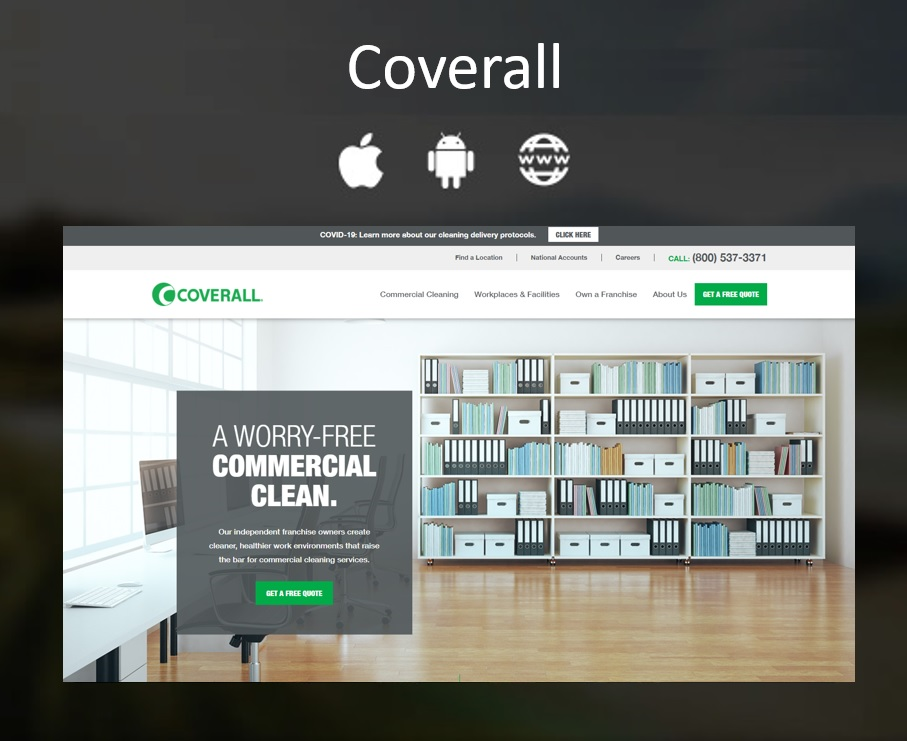 Coverall
WWW
COVID-19: Learn more about our cleaning delivery protocols. CLICK HERE
Find a Location | National Accounts | Careers | CALL: (800) 537-3371
COVERALL.
Commercial Cleaning Workplaces & Facilities Own a Franchise About Us GET A FREE QUOTE
A WORRY-FREE
COMMERCIAL
CLEAN.
Our independent franchise owners create
cleaner, healthier work environments that raise
the bar for commercial cleaning services.
GET A FREE QUOTE